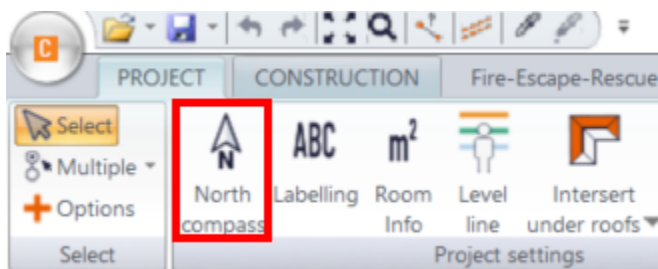 C
PROJECT CONSTRUCTION Fire-Escape-Rescue
Select
Multiple
Options
Select
N
North
compass
ABC
Labelling
m²
Room
Info
Level
line
Intersert
under roofs
Project settings